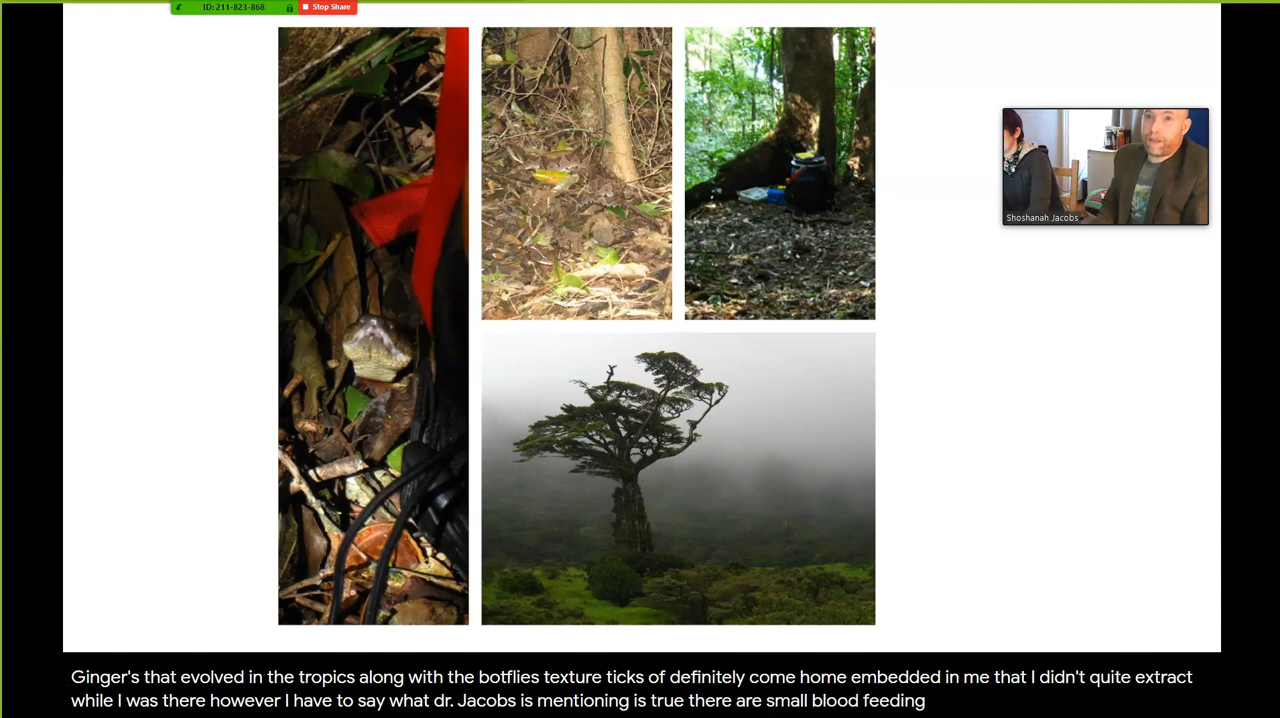 ID: 211-823-868
Stop Share
Shoshanah Jacobs
Ginger's that evolved in the tropics along with the botflies texture ticks of definitely come home embedded in me that I didn't quite extract
while I was there however I have to say what dr. Jacobs is mentioning is true there are small blood feeding